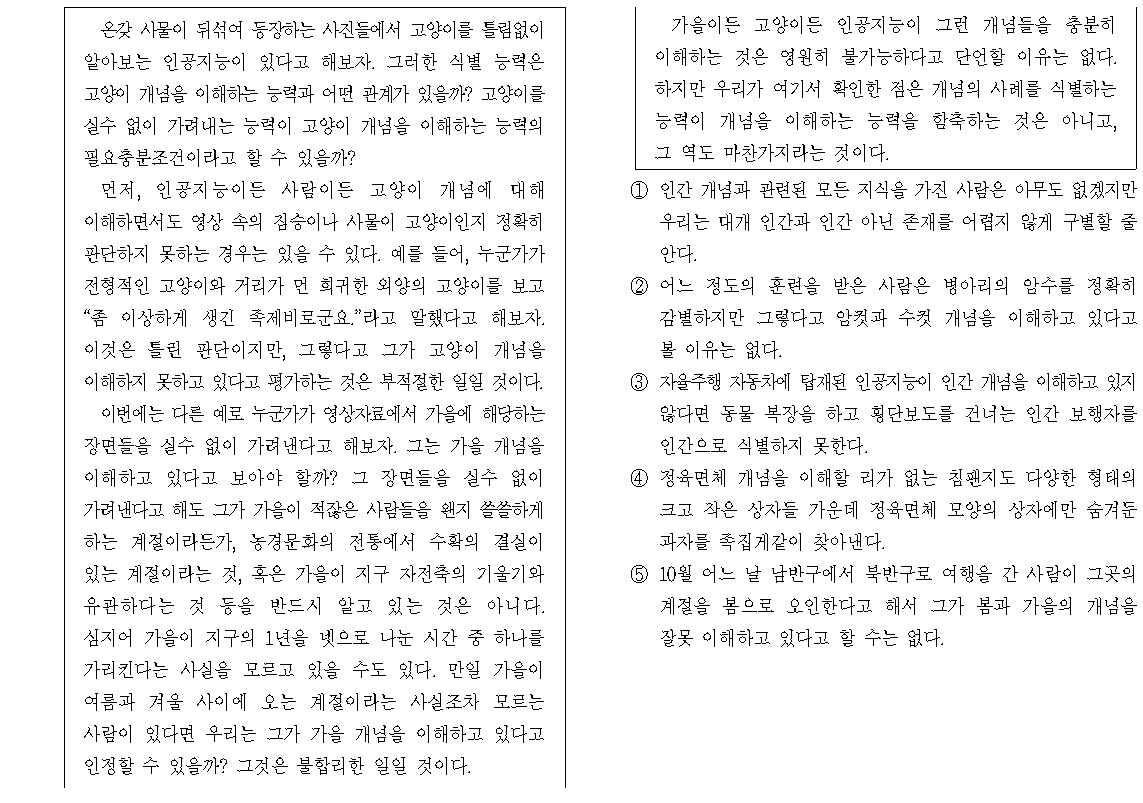 온갖 사물이 뒤섞여 등장하는 사진들에서 고양이를 틀림없이
알아보는 인공지능이 있다고 해보자. 그러한 식별 능력은
고양이 개념을 이해하는 능력과 어떤 관계가 있을까? 고양이를
실수 없이 가려내는 능력이 고양이 개념을 이해하는 능력의
필요충분조건이라고 할 수 있을까?
먼저, 인공지능이든 사람이든 고양이 개념에 대해
이해하면서도 영상 속의 짐승이나 사물이 고양이인지 정확히
판단하지 못하는 경우는 있을 수 있다. 예를 들어, 누군가가
전형적인 고양이와 거리가 먼 희귀한 외양의 고양이를 보고
“좀 이상하게 생긴 족제비로군요.”라고 말했다고 해보자.
이것은 틀린 판단이지만, 그렇다고 그가 고양이 개념을
이해하지 못하고 있다고 평가하는 것은 부적절한 일일 것이다.
이번에는 다른 예로 누군가가 영상자료에서 가을에 해당하는
장면들을 실수 없이 가려낸다고 해보자. 그는 가을 개념을
이해하고 있다고 보아야 할까? 그 장면들을 실수 없이
가려낸다고 해도 그가 가을이 적잖은 사람들을 왠지 쓸쓸하게
하는 계절이라든가, 농경문화의 전통에서 수확의 결실이
있는 계절이라는 것, 혹은 가을이 지구 자전축의 기울기와
유관하다는 것 등을 반드시 알고 있는 것은 아니다.
심지어 가을이 지구의 1년을 넷으로 나눈 시간 중 하나를
가리킨다는 사실을 모르고 있을 수도 있다. 만일 가을이
여름과 겨울 사이에 오는 계절이라는 사실조차 모르는
사람이 있다면 우리는 그가 가을 개념을 이해하고 있다고
인정할 수 있을까? 그것은 불합리한 일일 것이다.
가을이든 고양이든 인공지능이 그런 개념들을 충분히
이해하는 것은 영원히 불가능하다고 단언할 이유는 없다.
하지만 우리가 여기서 확인한 점은 개념의 사례를 식별하는
능력이 개념을 이해하는 능력을 함축하는 것은 아니고,
그 역도 마찬가지라는 것이다.
① 인간 개념과 관련된 모든 지식을 가진 사람은 아무도 없겠지만
우리는 대개 인간과 인간 아닌 존재를 어렵지 않게 구별할 줄
안다.
② 어느 정도의 훈련을 받은 사람은 병아리의 암수를 정확히
감별하지만 그렇다고 암컷과 수컷 개념을 이해하고 있다고
볼 이유는 없다.
③ 자율주행 자동차에 탑재된 인공지능이 인간 개념을 이해하고 있지
않다면 동물 복장을 하고 횡단보도를 건너는 인간 보행자를
인간으로 식별하지 못한다.
④ 정육면체 개념을 이해할 리가 없는 침팬지도 다양한 형태의
크고 작은 상자들 가운데 정육면체 모양의 상자에만 숨겨둔
과자를 족집게같이 찾아낸다.
⑤ 10월 어느 날 남반구에서 북반구로 여행을 간 사람이 그곳의
계절을 봄으로 오인한다고 해서 그가 봄과 가을의 개념을
잘못 이해하고 있다고 할 수는 없다.